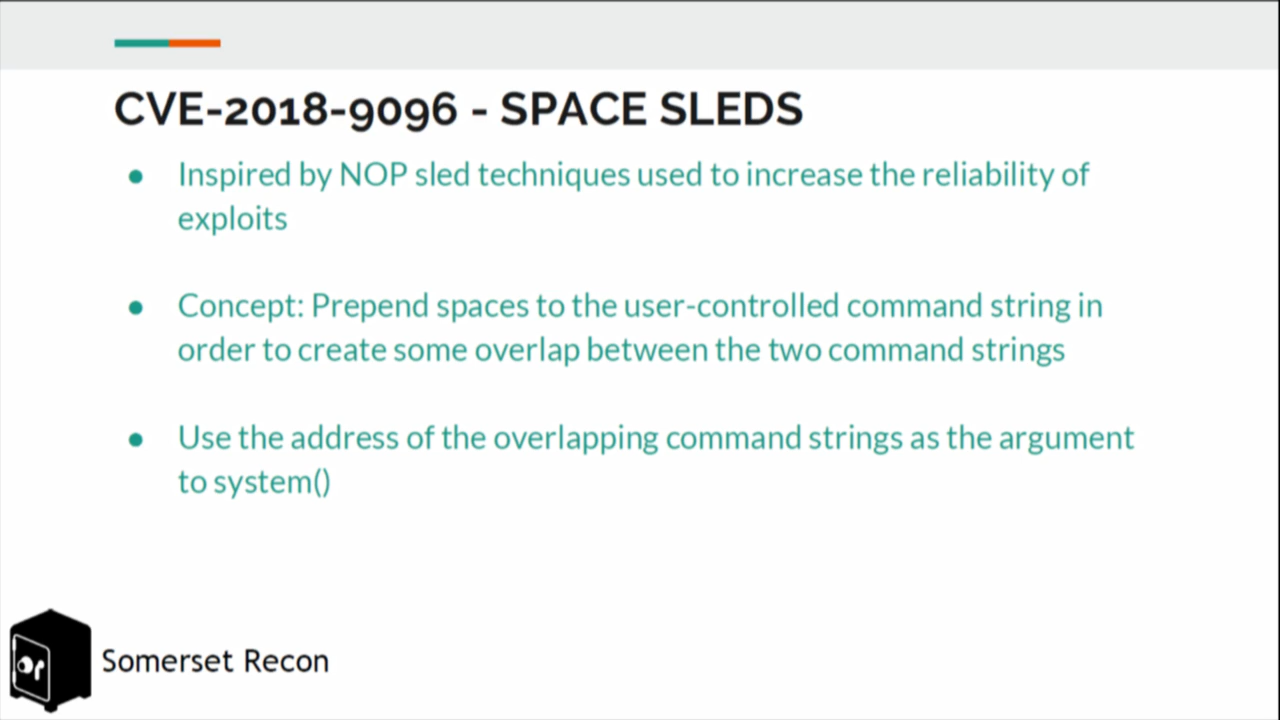 CVE-2018-9096 - SPACE SLEDS
● Inspired by NOP sled techniques used to increase the reliability of
exploits
● Concept: Prepend spaces to the user-controlled command string in
order to create some overlap between the two command strings
● Use the address of the overlapping command strings as the argument
to system()
Somerset Recon